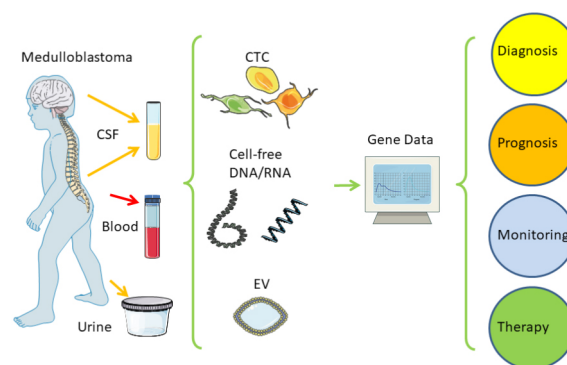 Medulloblastoma
CSF
Blood
Urine
CTC
Cell-free
DNA/RNA
EV
Gene Data
Diagnosis
Prognosis
Monitoring
Therapy